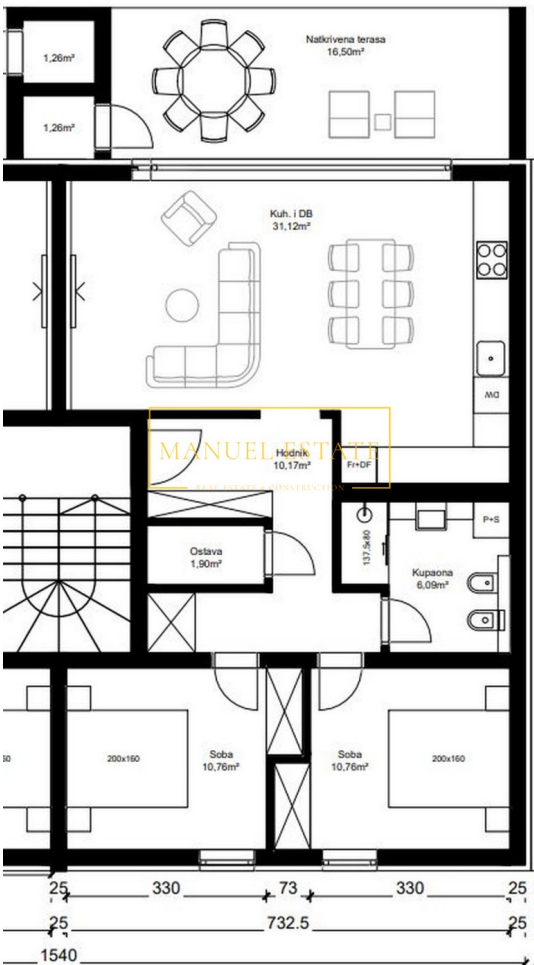 Natkrivena terasa
16,50m²
1,26m²
1,26m²
Kuh. i DB
31,12m²
DW
MANUEL ESTATE
REAL ESTATE & CONSTRUCTION
Hodnik
10,17m²
Fr+DF
137,5x80
P+S
Ostava
1,90m²
Kupaona
6,09m²
60
200x160
Soba
10,76m²
Soba
10,76m²
200x160
25 330 73 330 25
25 732.5 25
1540